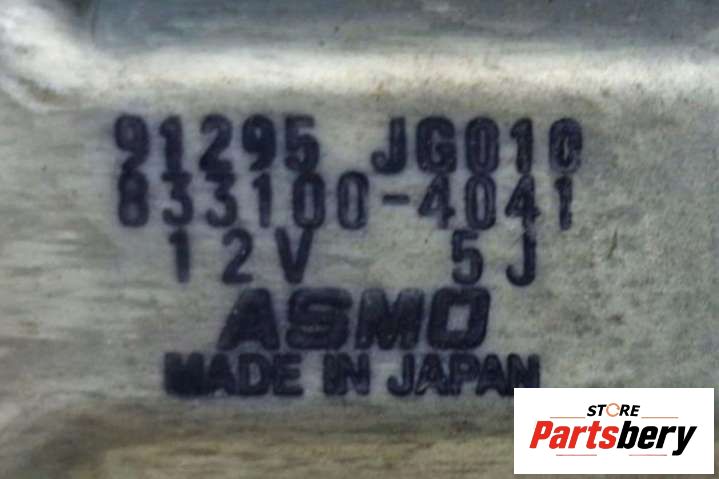 91295 JG010
833100-4041
12V 5J
ASMO
MADE IN JAPAN
STORE
Partsbery